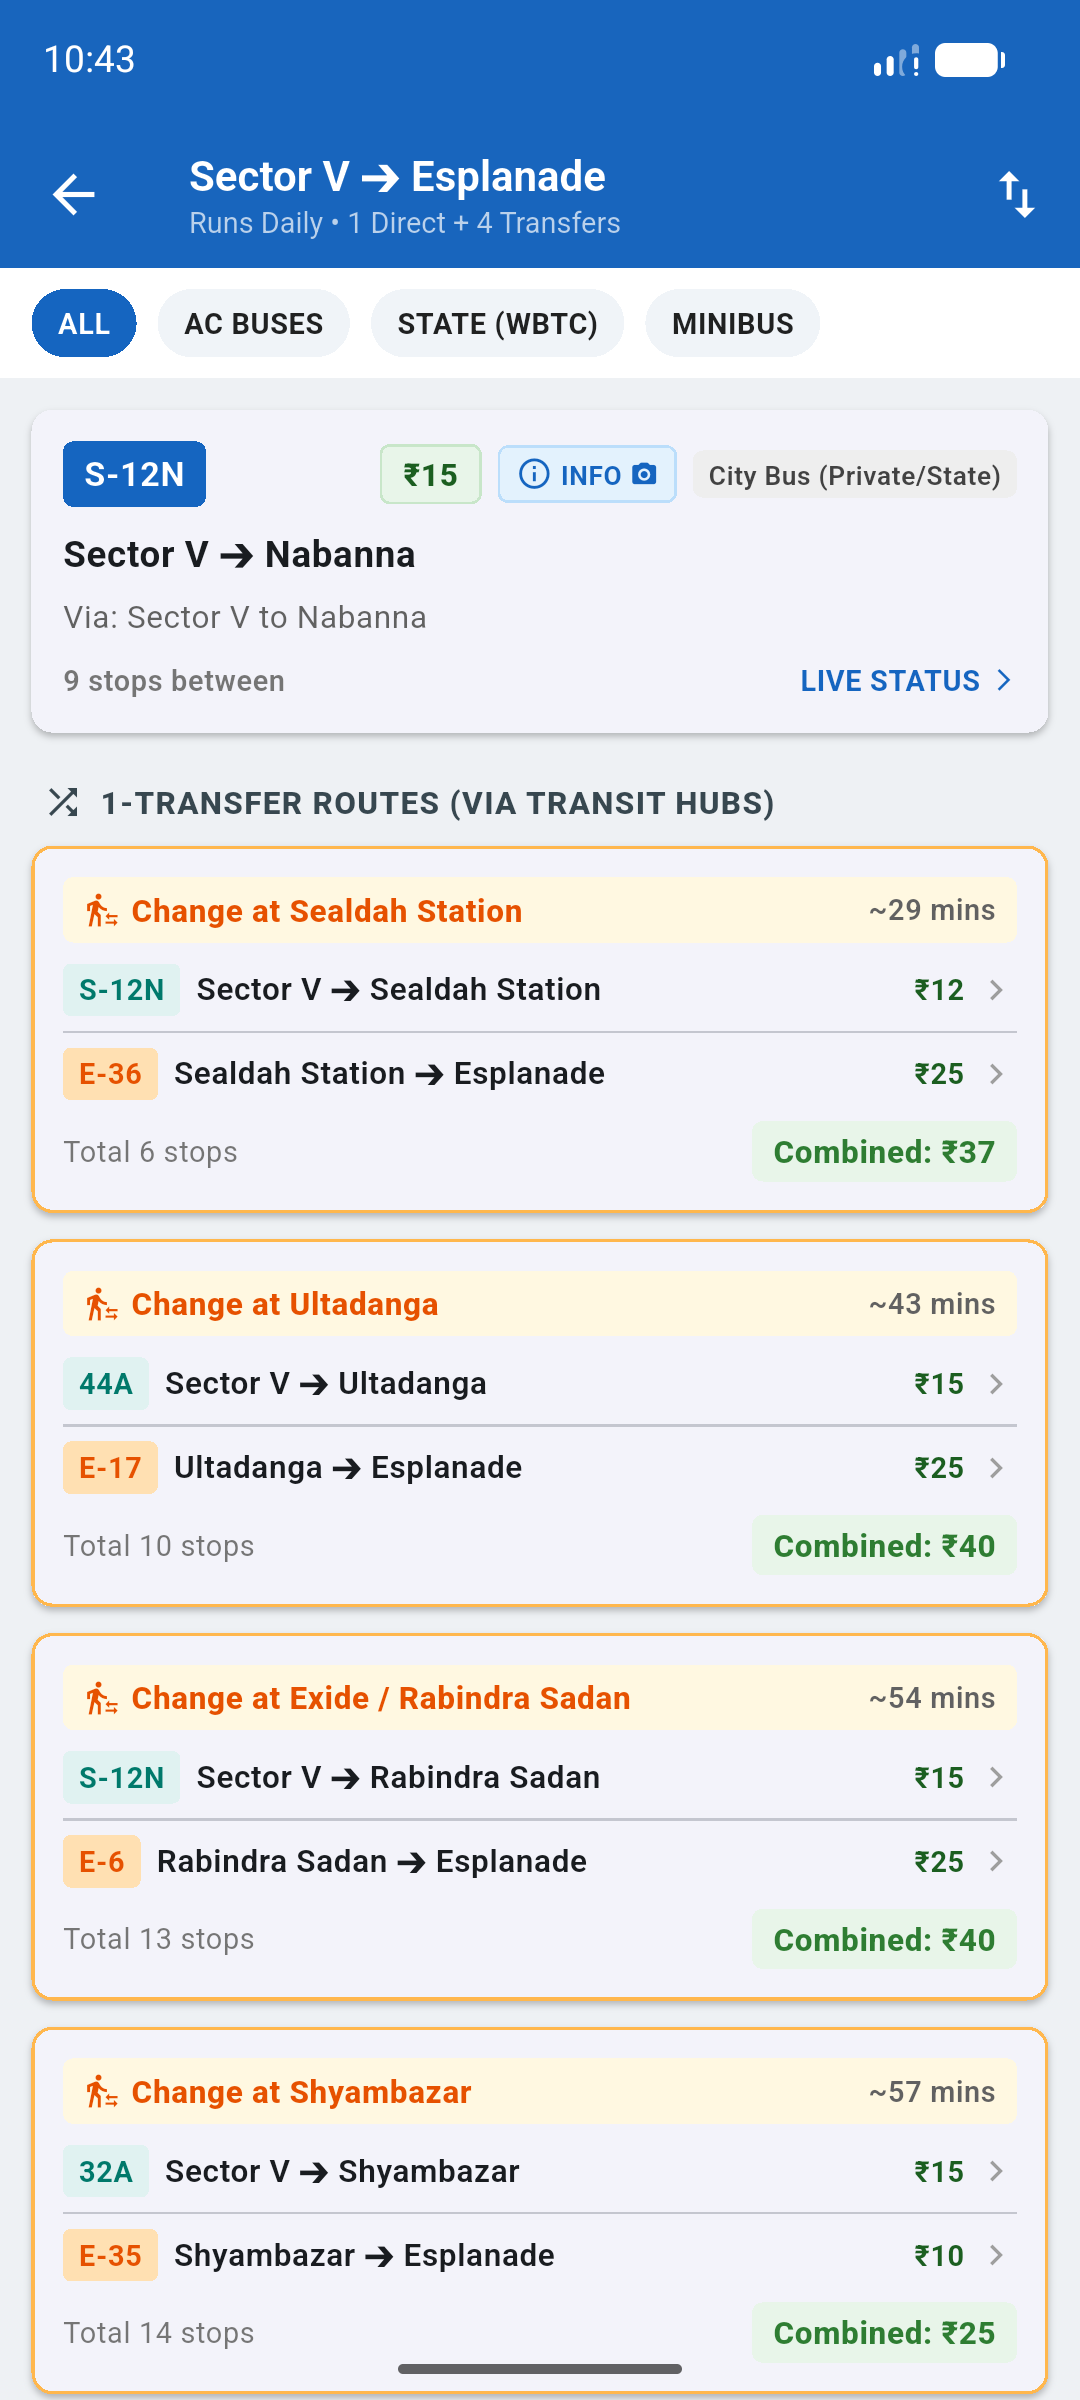 10:43
Sector V → Esplanade
Runs Daily • 1 Direct + 4 Transfers
ALL
AC BUSES
STATE (WBTC)
MINIBUS
S-12N
₹15
INFO
City Bus (Private/State)
Sector V → Nabanna
Via: Sector V to Nabanna
9 stops between
LIVE STATUS
1-TRANSFER ROUTES (VIA TRANSIT HUBS)
Change at Sealdah Station
~29 mins
S-12N Sector V → Sealdah Station ₹12
E-36 Sealdah Station → Esplanade ₹25
Total 6 stops
Combined: ₹37
Change at Ultadanga
~43 mins
44A Sector V → Ultadanga ₹15
E-17 Ultadanga → Esplanade ₹25
Total 10 stops
Combined: ₹40
Change at Exide / Rabindra Sadan
~54 mins
S-12N Sector V → Rabindra Sadan ₹15
E-6 Rabindra Sadan → Esplanade ₹25
Total 13 stops
Combined: ₹40
Change at Shyambazar
~57 mins
32A Sector V → Shyambazar ₹15
E-35 Shyambazar → Esplanade ₹10
Total 14 stops
Combined: ₹25